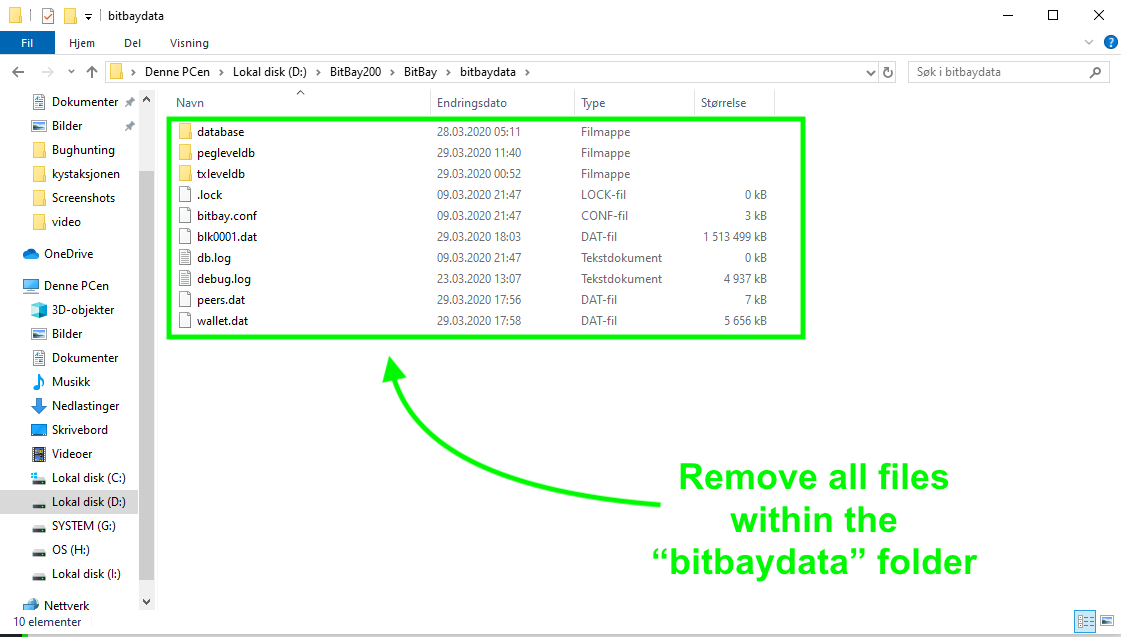 bitbaydata
Fil Hjem Del Visning
Denne PCen Lokal disk (D:) BitBay200 BitBay bitbaydata
Søk i bitbaydata
Navn Endringsdato Type Størrelse
Dokumenter
Bilder
Bughunting
kystaksjonen
Screenshots
video
OneDrive
Denne PCen
3D-objekter
Bilder
Dokumenter
Musikk
Nedlastinger
Skrivebord
Videoer
Lokal disk (C:)
Lokal disk (D:)
SYSTEM (G:)
OS (H:)
Lokal disk (I:)
Nettverk
database 28.03.2020 05:11 Filmappe
pegleveldb 29.03.2020 11:40 Filmappe
txleveldb 29.03.2020 00:52 Filmappe
.lock 09.03.2020 21:47 LOCK-fil 0 kB
bitbay.conf 09.03.2020 21:47 CONF-fil 3 kB
blk0001.dat 29.03.2020 18:03 DAT-fil 1 513 499 kB
db.log 09.03.2020 21:47 Tekstdokument 0 kB
debug.log 23.03.2020 13:07 Tekstdokument 4 937 kB
peers.dat 29.03.2020 17:56 DAT-fil 7 kB
wallet.dat 29.03.2020 17:58 DAT-fil 5 656 kB
Remove all files
within the
“bitbaydata” folder
10 elementer